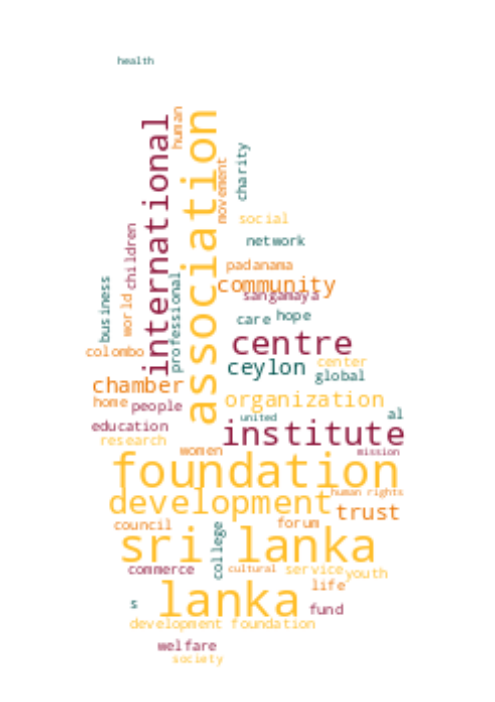 health
international
human
association
movement
charity
social
children
network
padanama
business
world
professional
community
sangamaya
care
hope
colombo
centre
ceylon
center
global
chamber
home
people
organization
al
united
education
institute
research
women
mission
foundation
human rights
development
trust
council
forum
college
sri lanka
commerce
cultural
service
youth
life
s
lanka
fund
development foundation
welfare
society